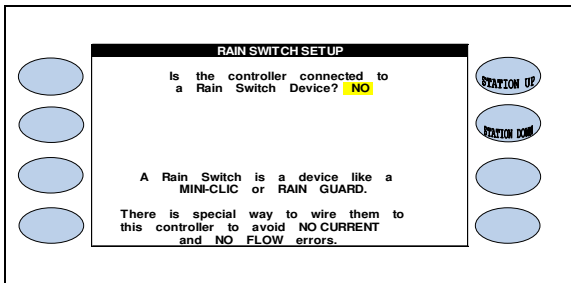 RAIN SWITCH SETUP
Is the controller connected to
a Rain Switch Device? NO
STATION UP
STATION DOWN
A Rain Switch is a device like a
MINI-CLIC or RAIN GUARD.
There is special way to wire them to
this controller to avoid NO CURRENT
and NO FLOW errors.